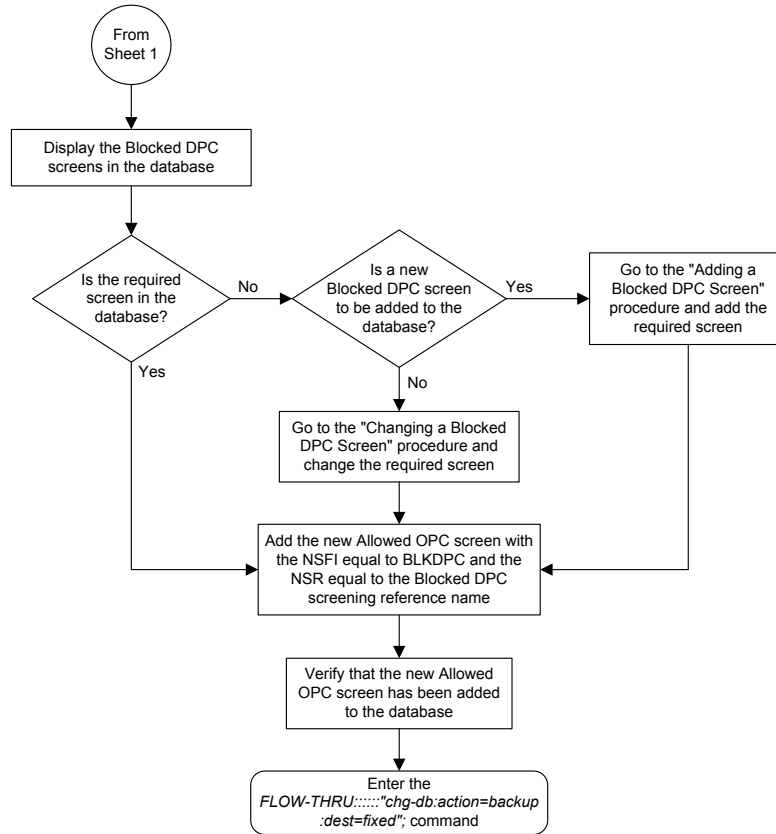 From
Sheet 1
Display the Blocked DPC
screens in the database
Is the required
screen in the
database?
No
Yes
Is a new
Blocked DPC screen
to be added to the
database?
Yes
No
Go to the "Adding a
Blocked DPC Screen"
procedure and add the
required screen
Go to the "Changing a Blocked
DPC Screen" procedure and
change the required screen
Add the new Allowed OPC screen with
the NSFI equal to BLKDPC and the
NSR equal to the Blocked DPC
screening reference name
Verify that the new Allowed
OPC screen has been added
to the database
Enter the
FLOW-THRU::::::"chg-db:action=backup
:dest=fixed"; command